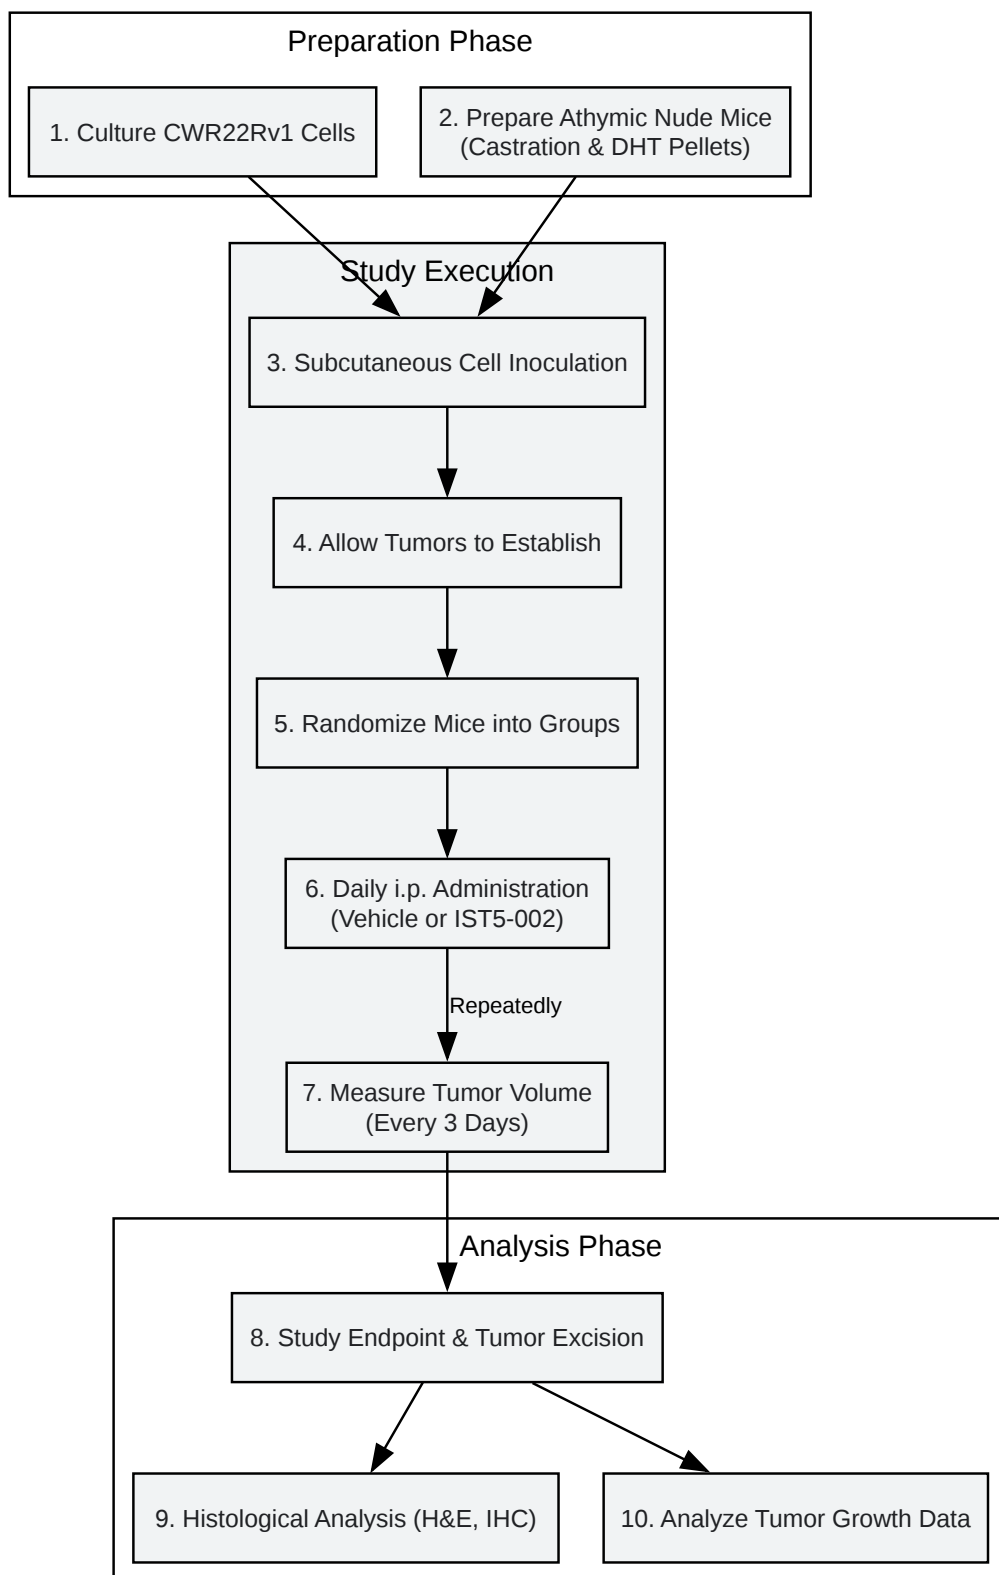 Preparation Phase
1. Culture CWR22Rv1 Cells
2. Prepare Athymic Nude Mice
(Castration & DHT Pellets)
Study Execution
3. Subcutaneous Cell Inoculation
4. Allow Tumors to Establish
5. Randomize Mice into Groups
6. Daily i.p. Administration
(Vehicle or IST5-002)
Repeatedly
7. Measure Tumor Volume
(Every 3 Days)
Analysis Phase
8. Study Endpoint & Tumor Excision
9. Histological Analysis (H&E, IHC)
10. Analyze Tumor Growth Data